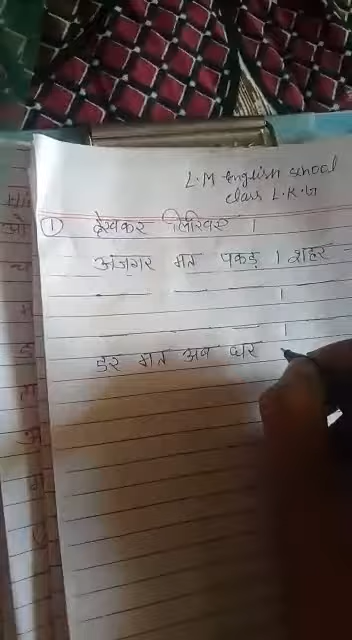 L.M English school
class L.K.G
① देखकर लिखिए ।
अजगर मत पकड़ । शहर
डर मत अब घर